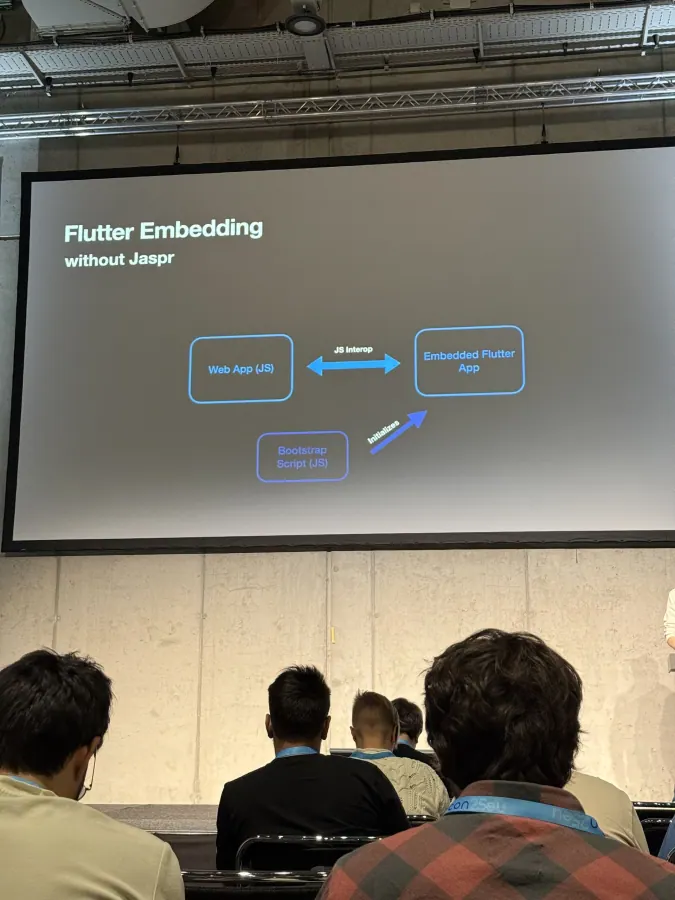 Flutter Embedding
without Jaspr
Web App (JS)
JS Interop
Embedded Flutter
App
Initializes
Bootstrap
Script (JS)